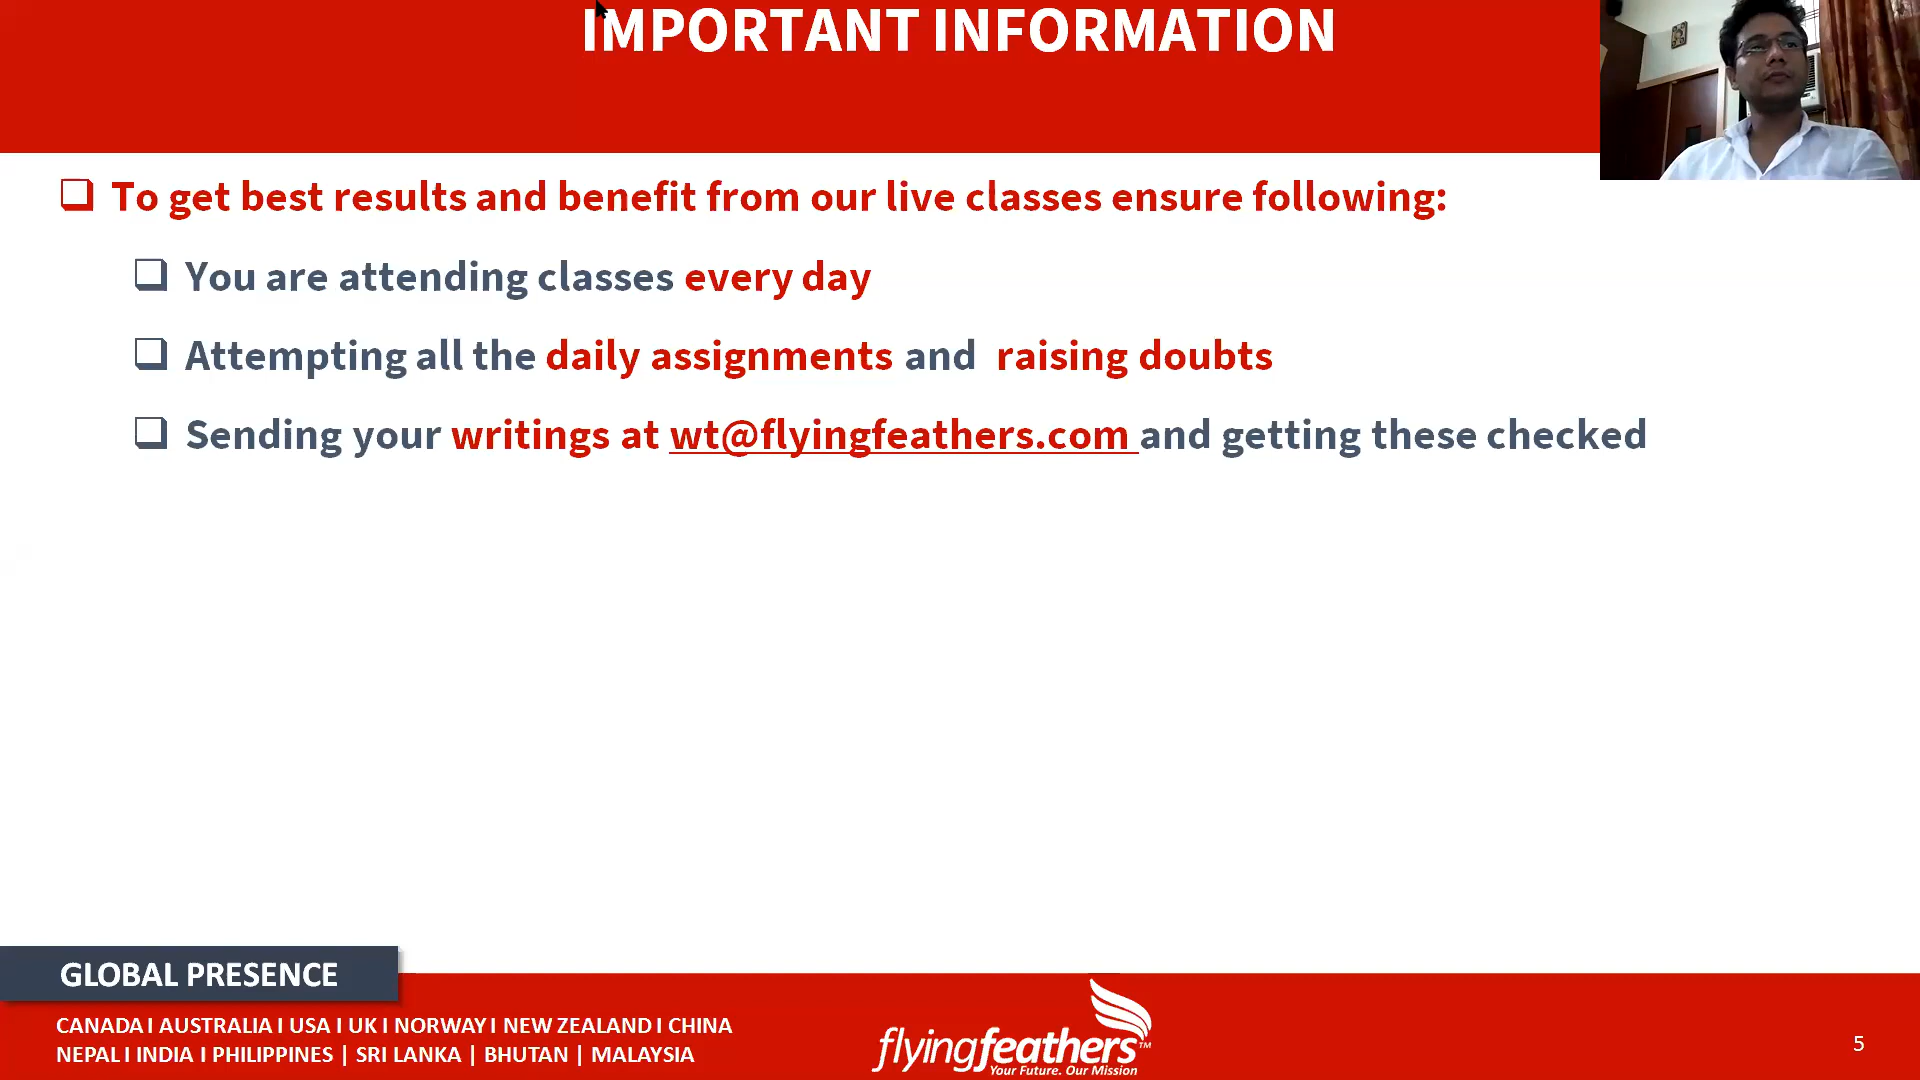 IMPORTANT INFORMATION
To get best results and benefit from our live classes ensure following:
You are attending classes every day
Attempting all the daily assignments and raising doubts
Sending your writings at wt@flyingfeathers.com and getting these checked
GLOBAL PRESENCE
CANADA I AUSTRALIA I USA I UK I NORWAY I NEW ZEALAND I CHINA
NEPAL I INDIA I PHILIPPINES | SRI LANKA | BHUTAN | MALAYSIA
flyingfeathers™
Your Future. Our Mission
5